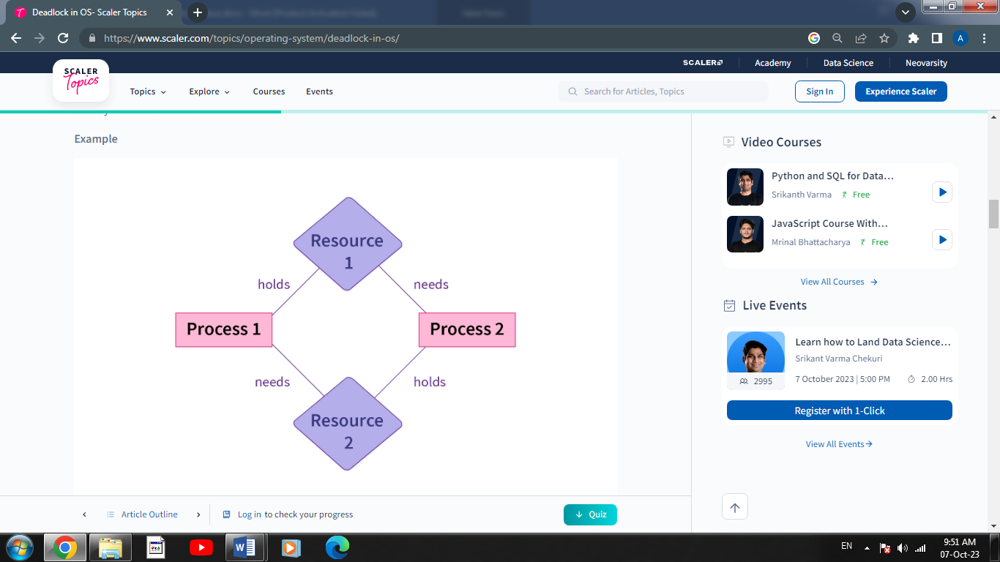 Deadlock in OS- Scaler Topics
https://www.scaler.com/topics/operating-system/deadlock-in-os/
A
SCALER
Academy
Data Science
Neovarsity
SCALER
Topics
Topics
Explore
Courses
Events
Search for Articles, Topics
Sign In
Experience Scaler
Example
Resource
1
holds
needs
Process 1
Process 2
needs
holds
Resource
2
Video Courses
Python and SQL for Data...
Srikanth Varma
Free
JavaScript Course With...
Mrinal Bhattacharya
Free
View All Courses
Live Events
Learn how to Land Data Science...
Srikant Varma Chekuri
2995
7 October 2023 | 5:00 PM
2.00 Hrs
Register with 1-Click
View All Events
Article Outline
Log in to check your progress
Quiz
EN
9:51 AM
07-Oct-23